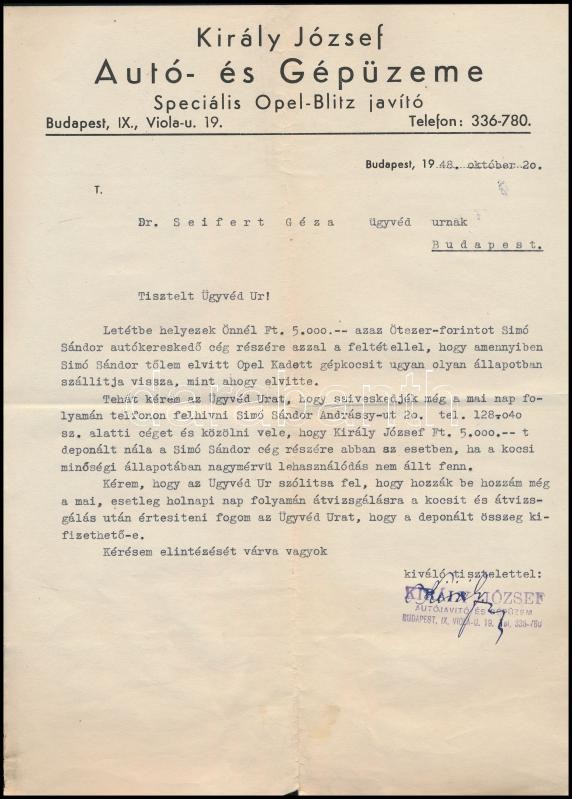 Király József
Autó- és Gépüzeme
Speciális Opel-Blitz javító
Budapest, IX., Viola-u. 19. Telefon: 336-780.
Budapest, 1948. október 20.
T.
Dr. Seifert Géza ügyvéd urnak
Budapest.
Tisztelt Ügyvéd Ur!
Letétbe helyezek Önnél Ft. 5.000.-- azaz Ötezer-forintot Simó
Sándor autókereskedő cég részére azzal a feltétellel, hogy amennyiben
Simó Sándor tőlem elvitt Opel Kadett gépkocsit ugyan olyan állapotban
szállitja vissza, mint ahogy elvitte.
Tehát kérem az Ügyvéd Urat, hogy sziveskedjék még a mai nap fo-
lyamán telefonon felhivni Simó Sándor Andrássy-ut 20. tel. 128-040
sz. alatti céget és közölni vele, hogy Király József Ft. 5.000.-- t
deponált nála a Simó Sándor cég részére abban az esetben, ha a kocsi
minőségi állapotában nagymérvü lehasználódás nem állt fenn.
Kérem, hogy az Ügyvéd Ur szólitsa fel, hogy hozzák be hozzám még
a mai, esetleg holnapi nap folyamán átvizsgálásra a kocsit és átvizs-
gálás után értesiteni fogom az Ügyvéd Urat, hogy a deponált összeg ki-
fizethető-e.
Kérésem elintézését várva vagyok
kiváló tisztelettel:
KIRÁLY JÓZSEF
AUTÓJAVITÓ ÉS GÉPÜZEM
BUDAPEST, IX, VIOLA-U. 19. Tel. 336-780
darabanth